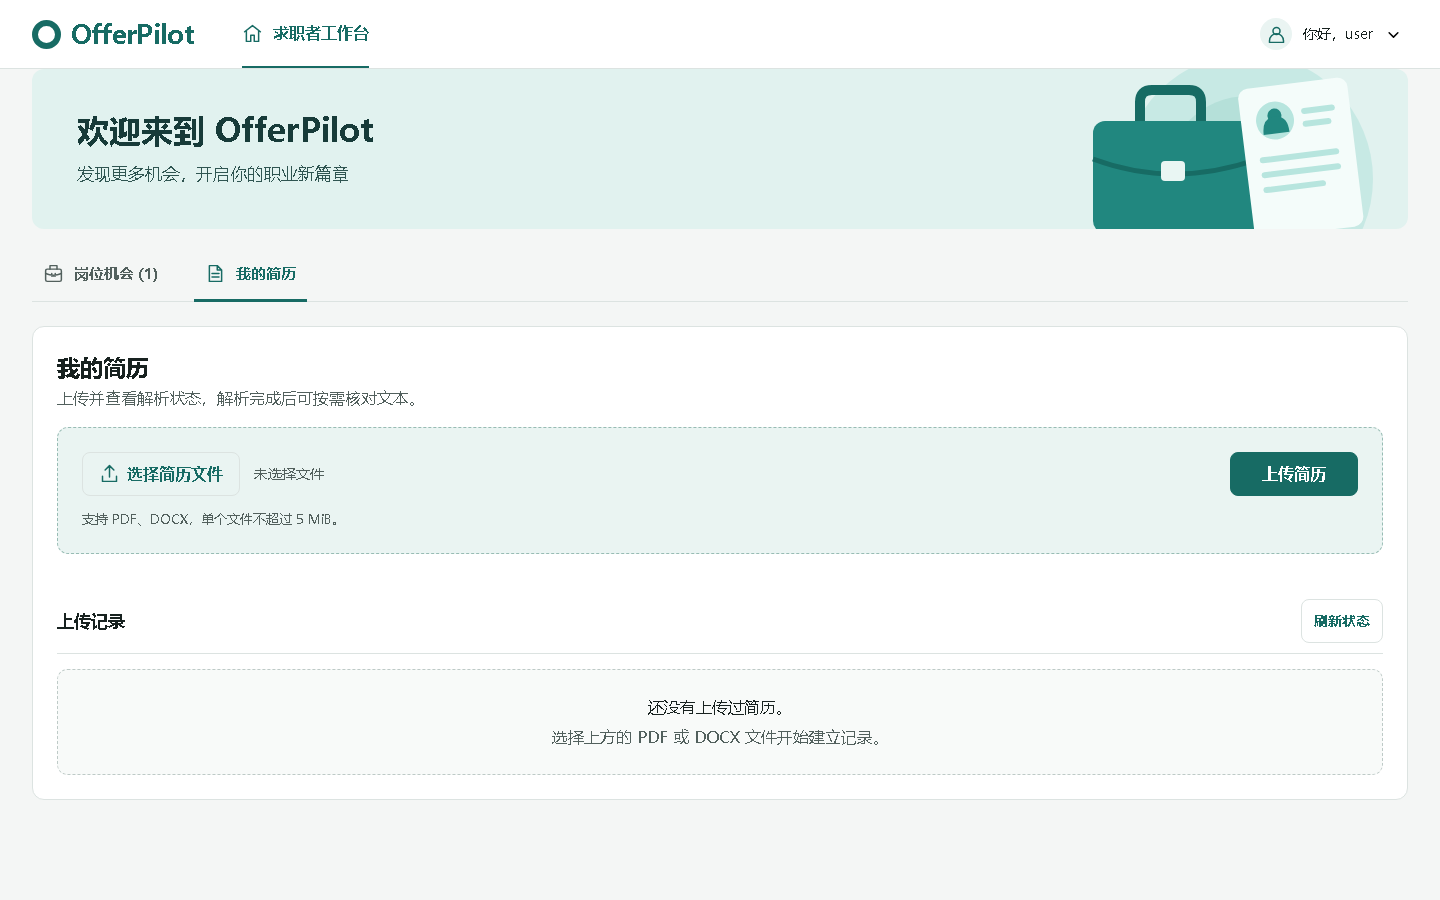 OfferPilot
求职者工作台
你好，user
欢迎来到 OfferPilot
发现更多机会，开启你的职业新篇章
岗位机会 (1)
我的简历
我的简历
上传并查看解析状态，解析完成后可按需核对文本。
选择简历文件
未选择文件
上传简历
支持 PDF、DOCX，单个文件不超过 5 MiB。
上传记录
刷新状态
还没有上传过简历。
选择上方的 PDF 或 DOCX 文件开始建立记录。